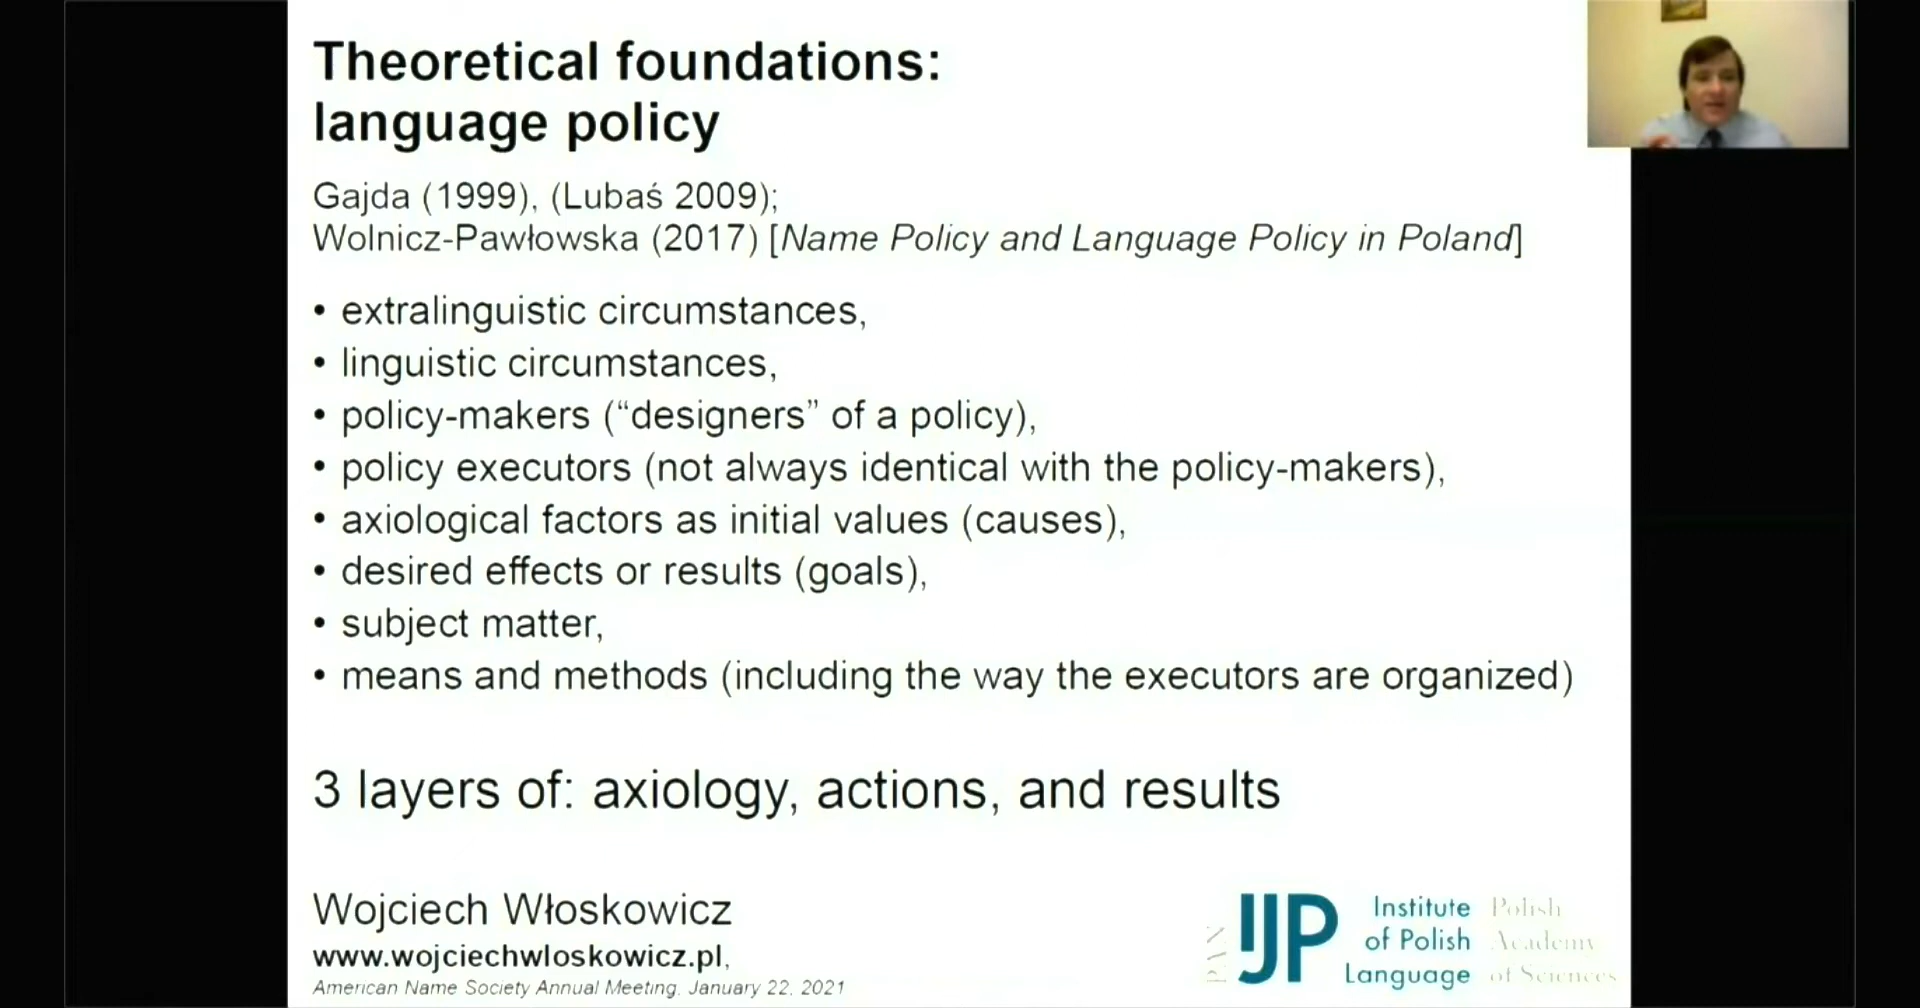 Theoretical foundations:
language policy
Gajda (1999), (Lubaś 2009);
Wolnicz-Pawłowska (2017) [Name Policy and Language Policy in Poland]
• extralinguistic circumstances,
• linguistic circumstances,
• policy-makers (“designers” of a policy),
• policy executors (not always identical with the policy-makers),
• axiological factors as initial values (causes),
• desired effects or results (goals),
• subject matter,
• means and methods (including the way the executors are organized)
3 layers of: axiology, actions, and results
Wojciech Włoskowicz
www.wojciechwloskowicz.pl,
American Name Society Annual Meeting, January 22, 2021
PAN
IJP
Institute
of Polish
Language
Polish
Academy
of Sciences